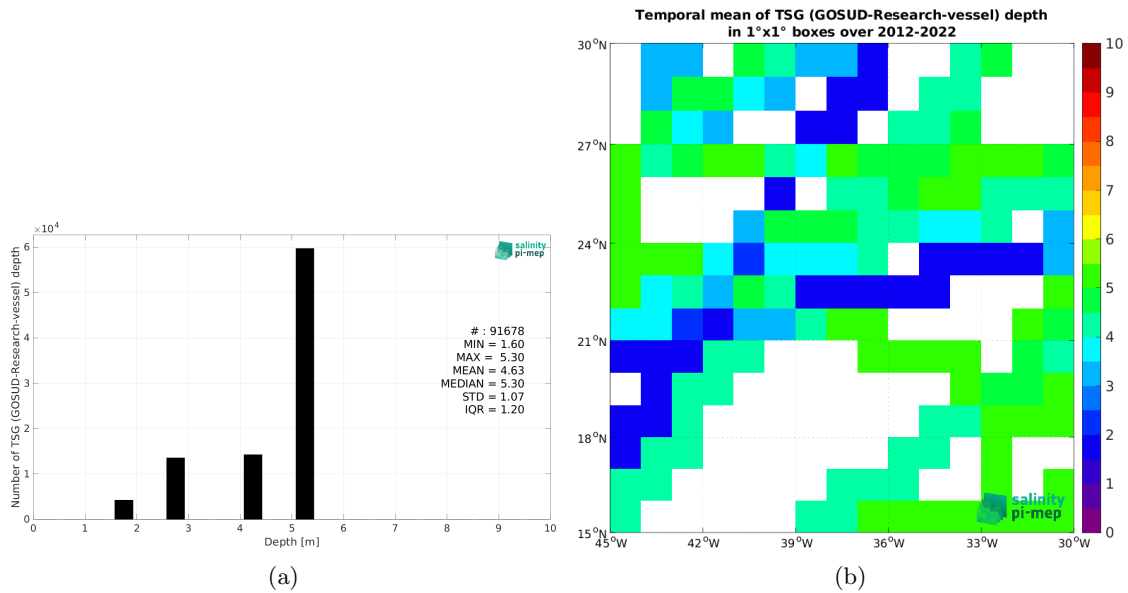 ×10⁴
6
5
4
3
2
1
0
Number of TSG (GOSUD-Research-vessel) depth
salinity
pi-mep
# : 91678
MIN = 1.60
MAX = 5.30
MEAN = 4.63
MEDIAN = 5.30
STD = 1.07
IQR = 1.20
0 1 2 3 4 5 6 7 8 9 10
Depth [m]
(a)
Temporal mean of TSG (GOSUD-Research-vessel) depth
in 1°x1° boxes over 2012-2022
30°N
27°N
24°N
21°N
18°N
15°N
45°W 42°W 39°W 36°W 33°W 30°W
salinity
pi-mep
10
9
8
7
6
5
4
3
2
1
0
(b)